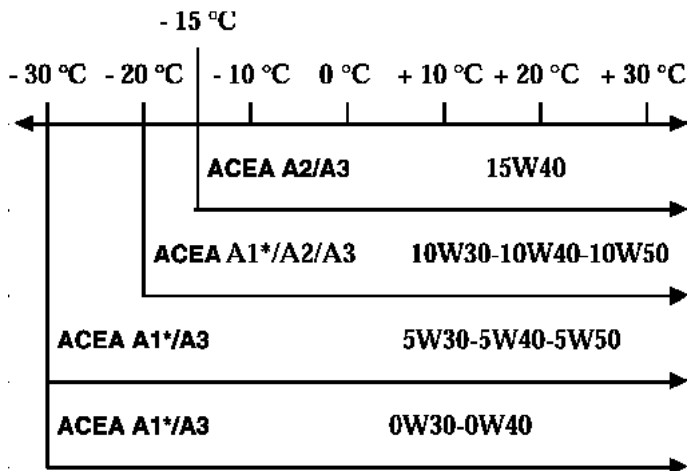 - 15 °C
- 30 °C - 20 °C - 10 °C 0 °C + 10 °C + 20 °C + 30 °C
ACEA A2/A3 15W40
ACEA A1*/A2/A3 10W30-10W40-10W50
ACEA A1*/A3 5W30-5W40-5W50
ACEA A1*/A3 0W30-0W40